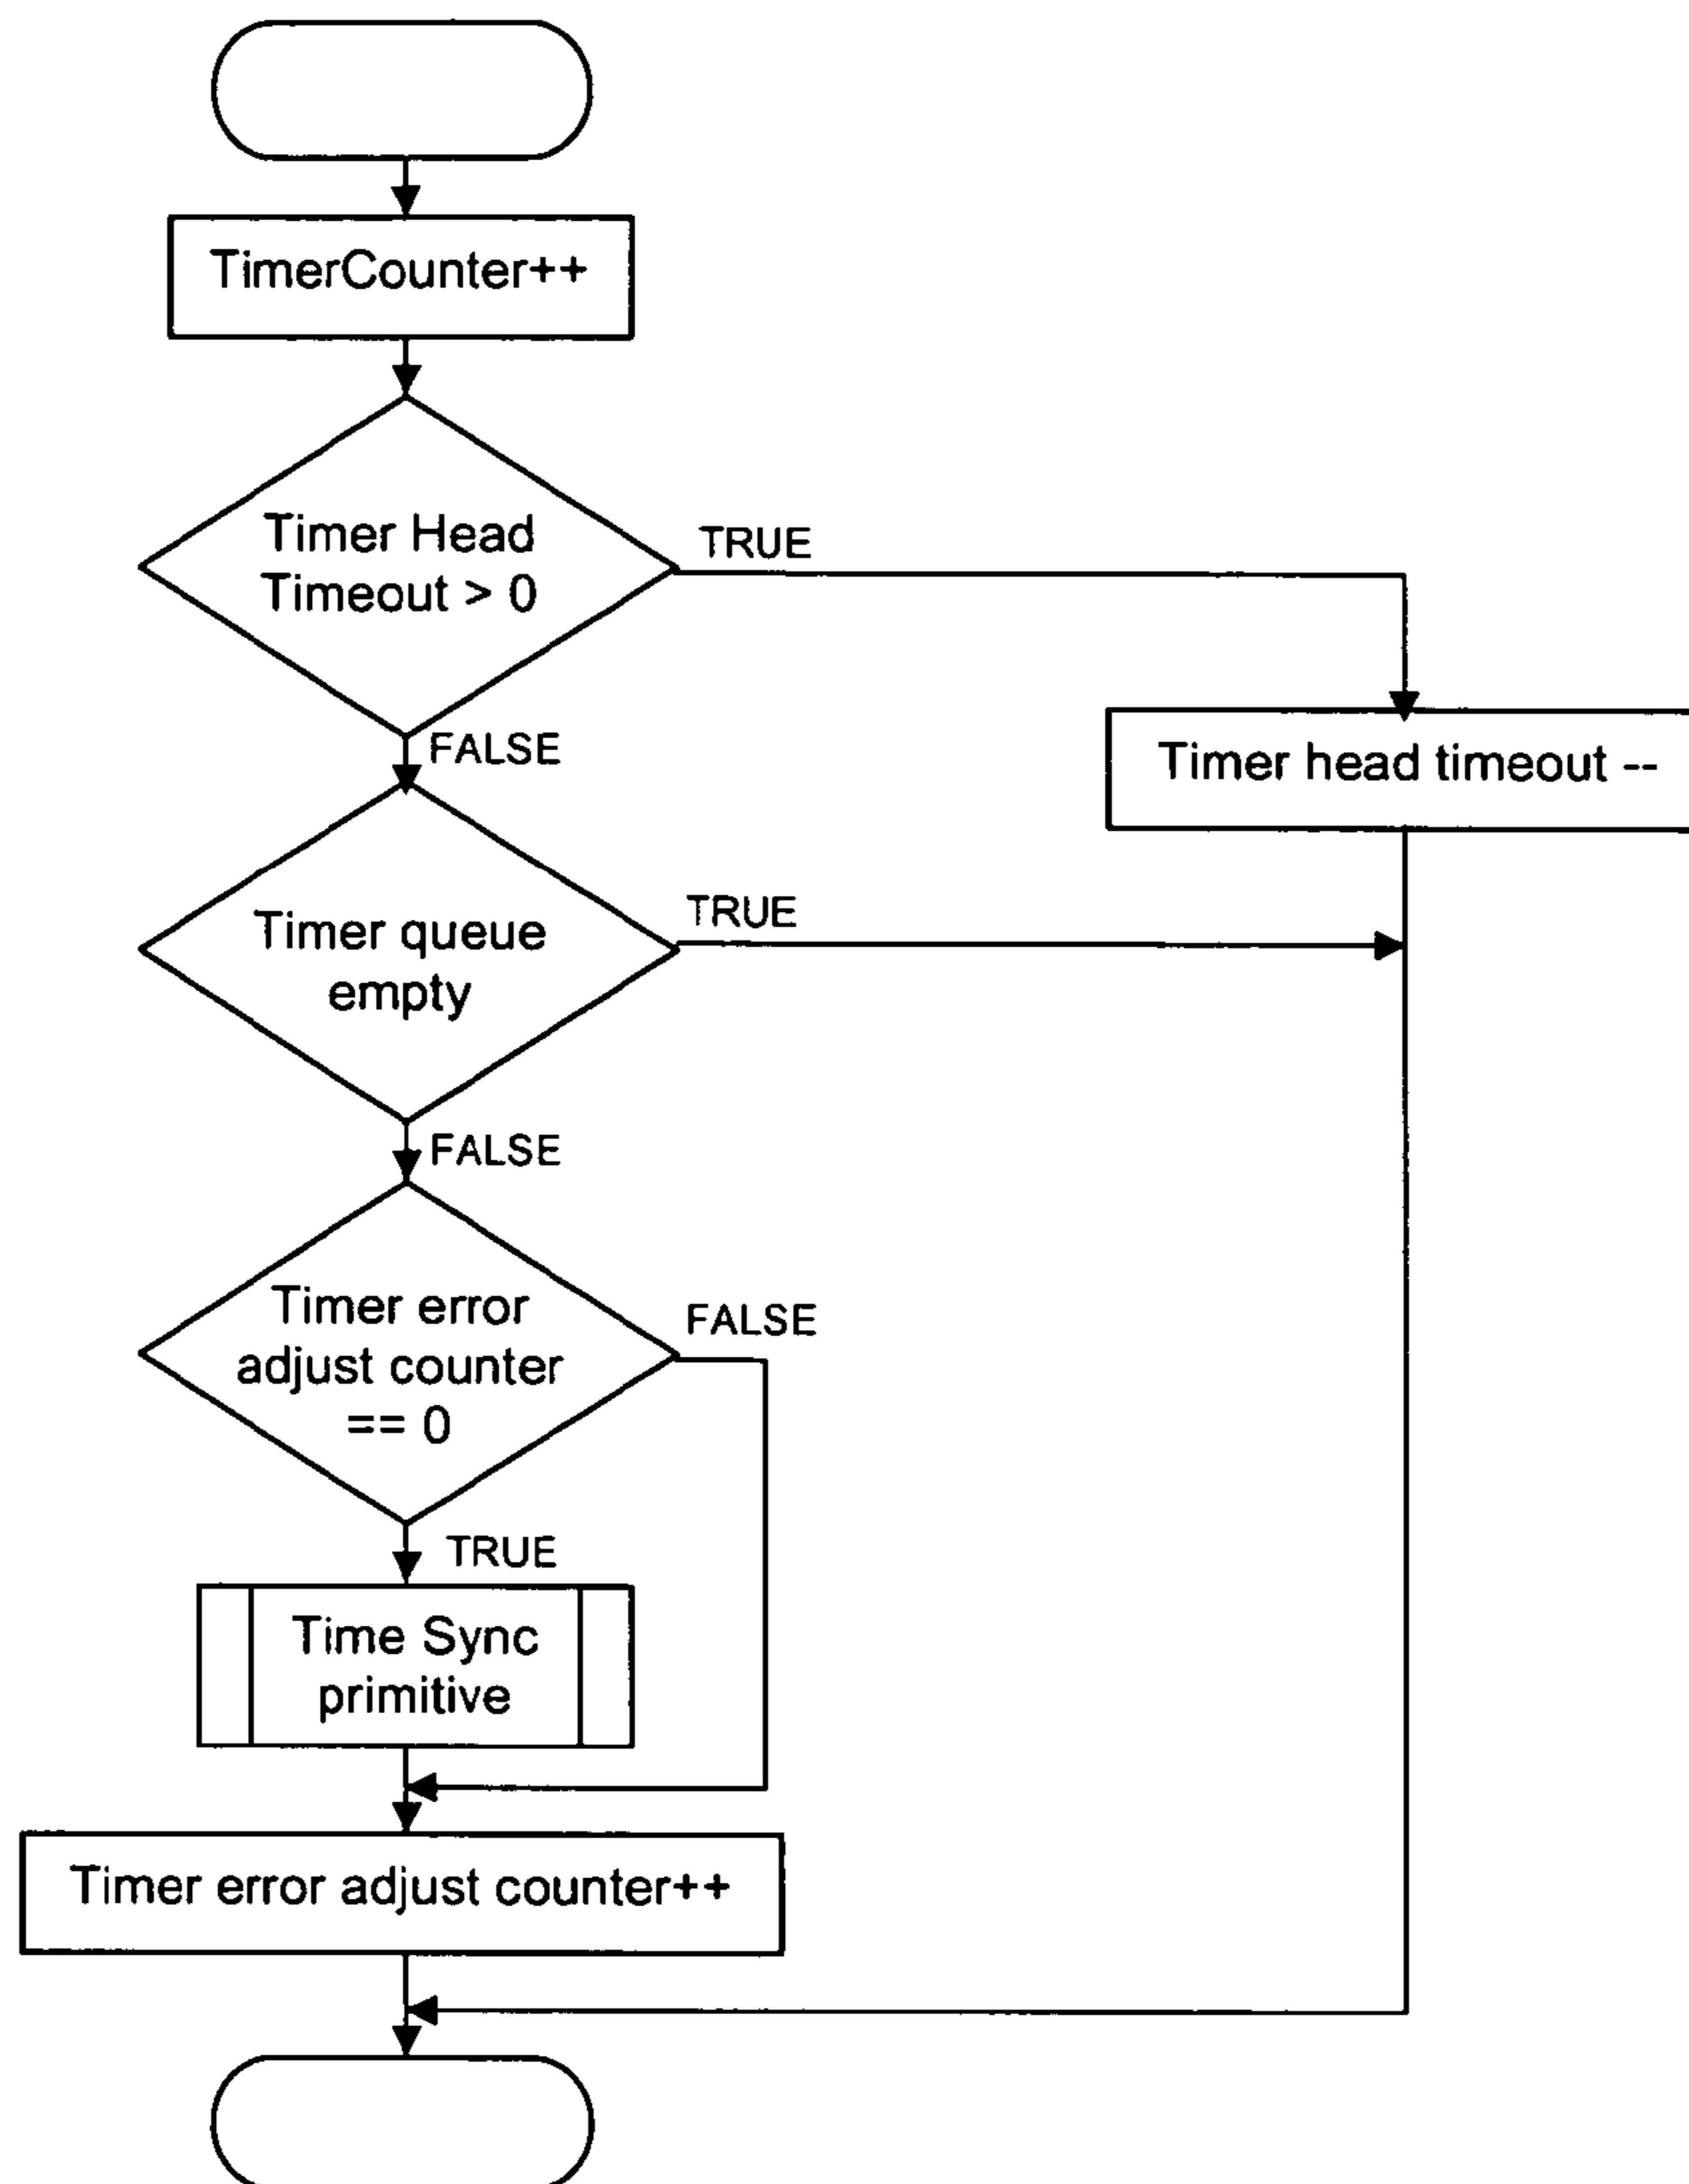 TimerCounter++
Timer Head
Timeout > 0
TRUE
FALSE
Timer head timeout --
Timer queue
empty
TRUE
FALSE
Timer error
adjust counter
== 0
FALSE
TRUE
Time Sync
primitive
Timer error adjust counter++